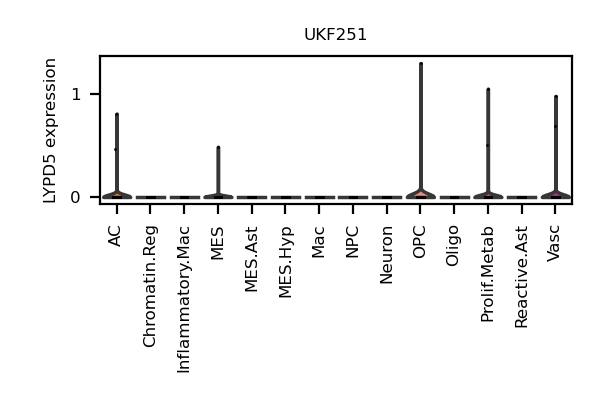 UKF251
LYPD5 expression
1
0
AC
Chromatin.Reg
Inflammatory.Mac
MES
MES.Ast
MES.Hyp
Mac
NPC
Neuron
OPC
Oligo
Prolif.Metab
Reactive.Ast
Vasc